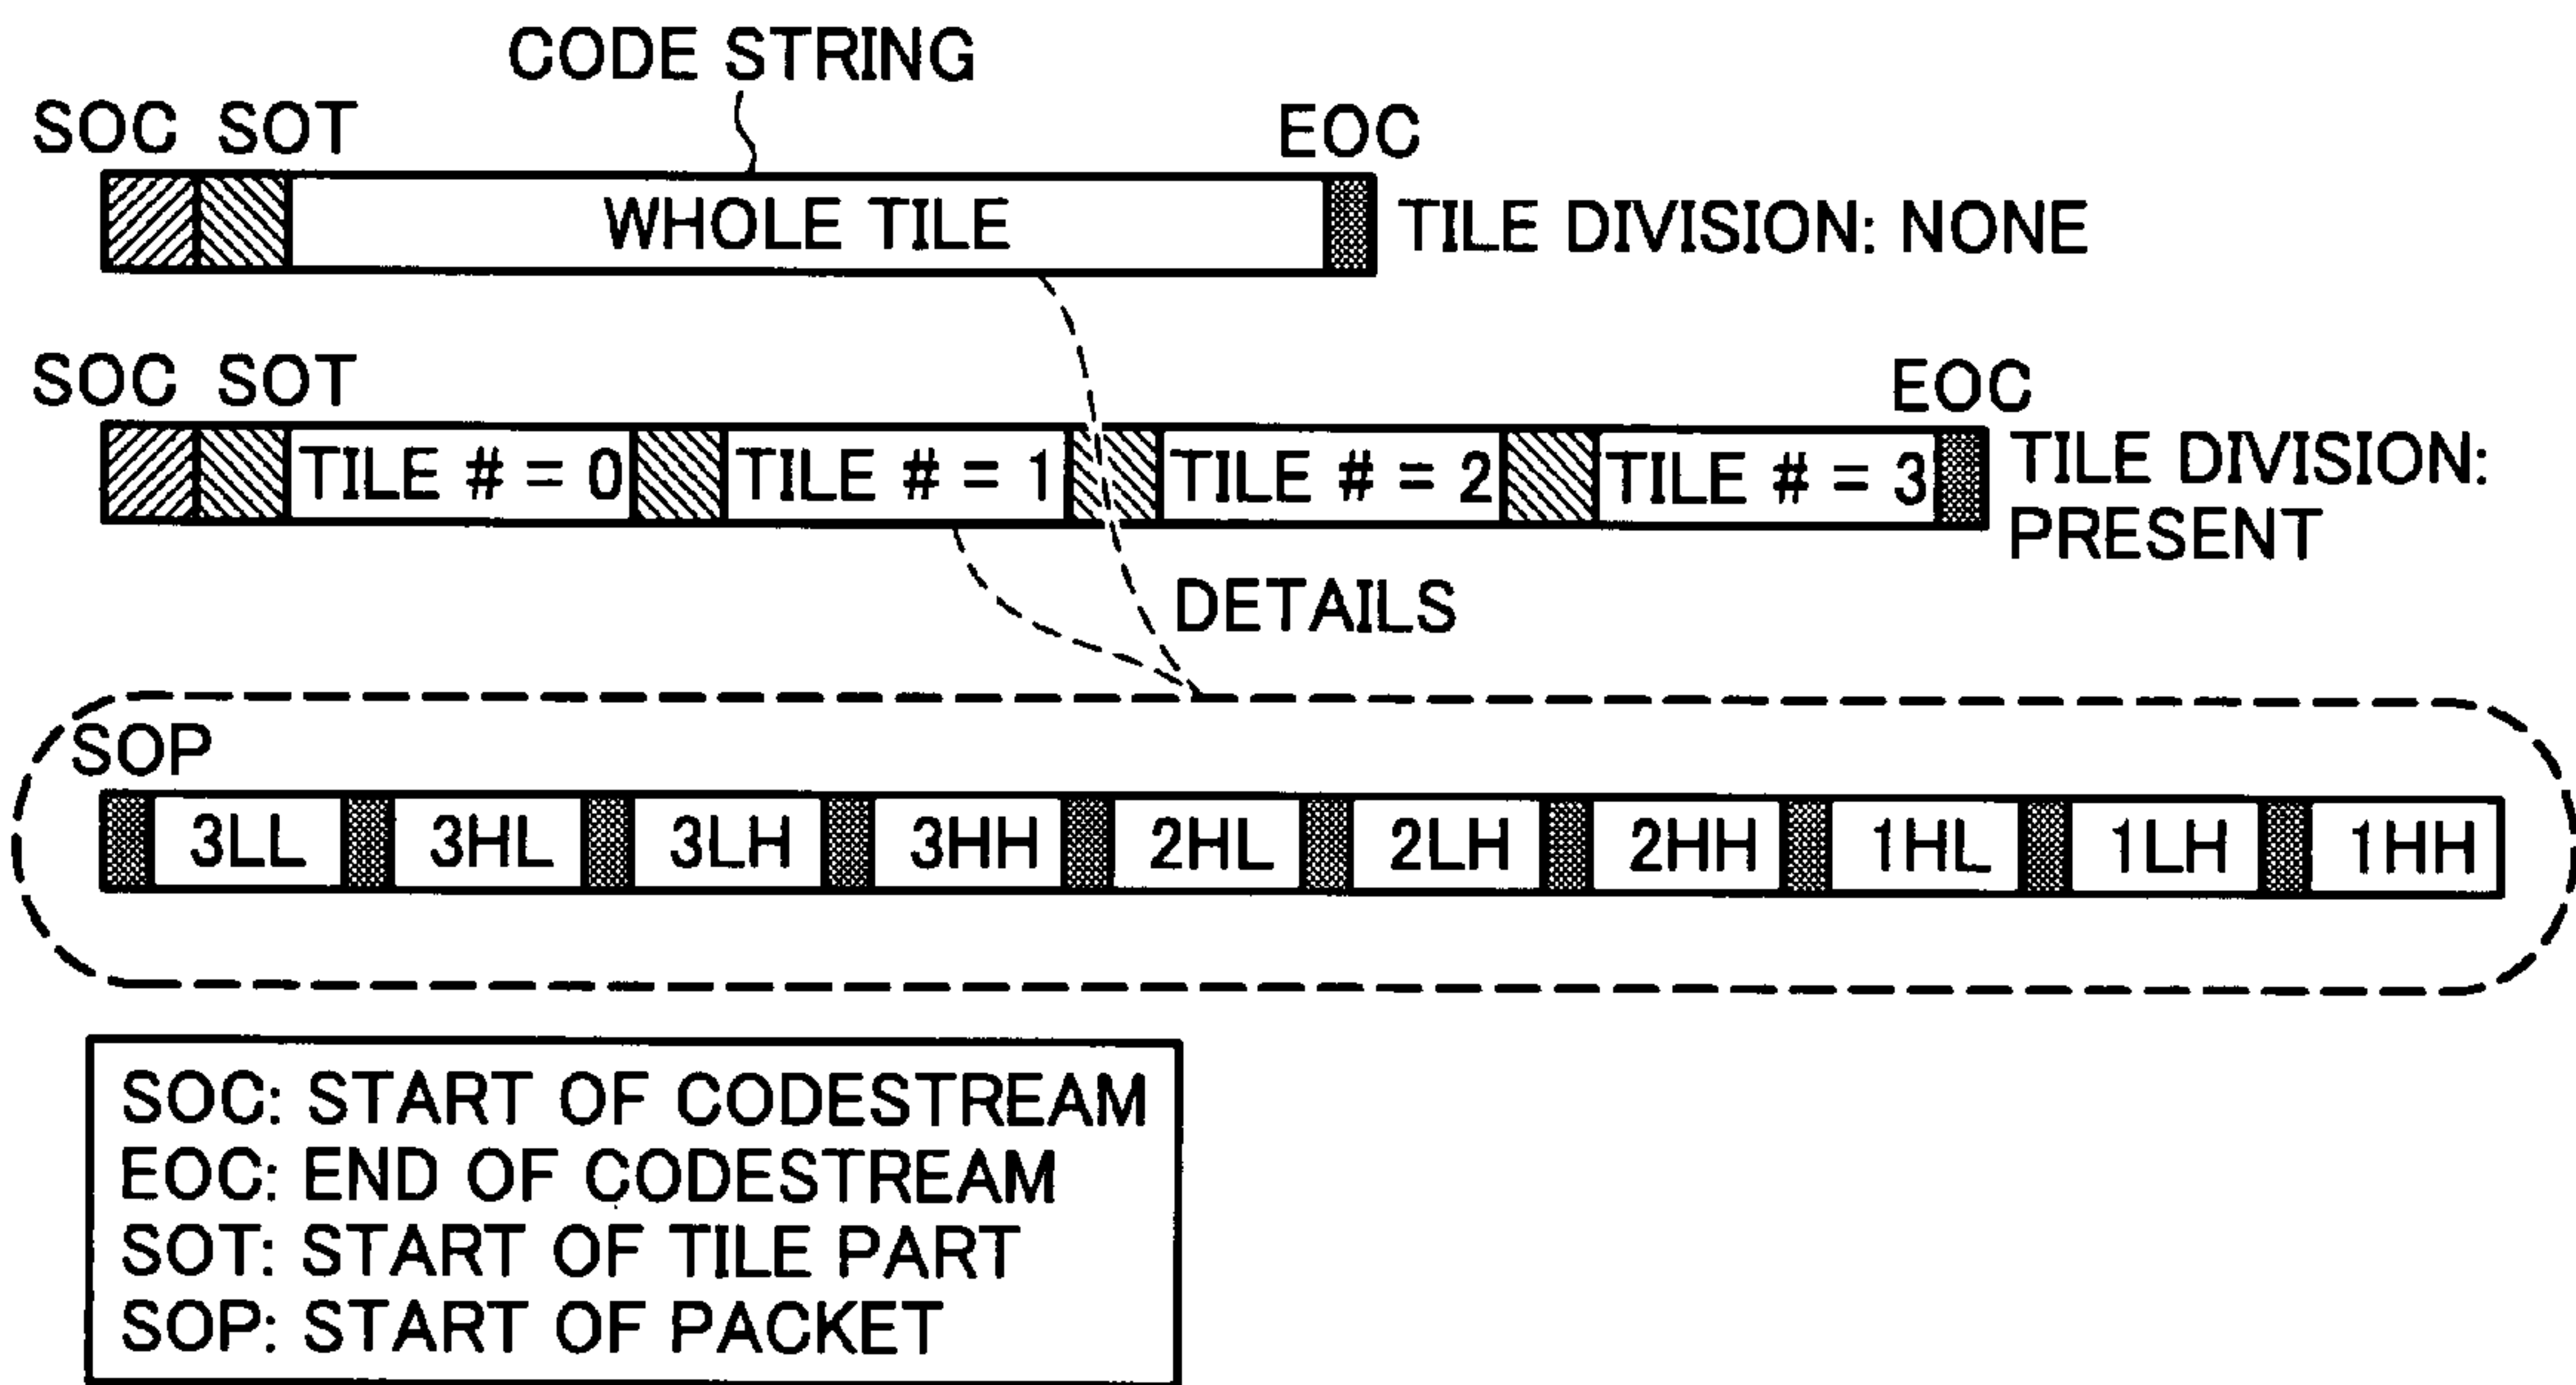 CODE STRING
SOC SOT EOC
WHOLE TILE TILE DIVISION: NONE
SOC SOT EOC
TILE # = 0 TILE # = 1 TILE # = 2 TILE # = 3 TILE DIVISION:
PRESENT
DETAILS
SOP
3LL 3HL 3LH 3HH 2HL 2LH 2HH 1HL 1LH 1HH
SOC: START OF CODESTREAM
EOC: END OF CODESTREAM
SOT: START OF TILE PART
SOP: START OF PACKET